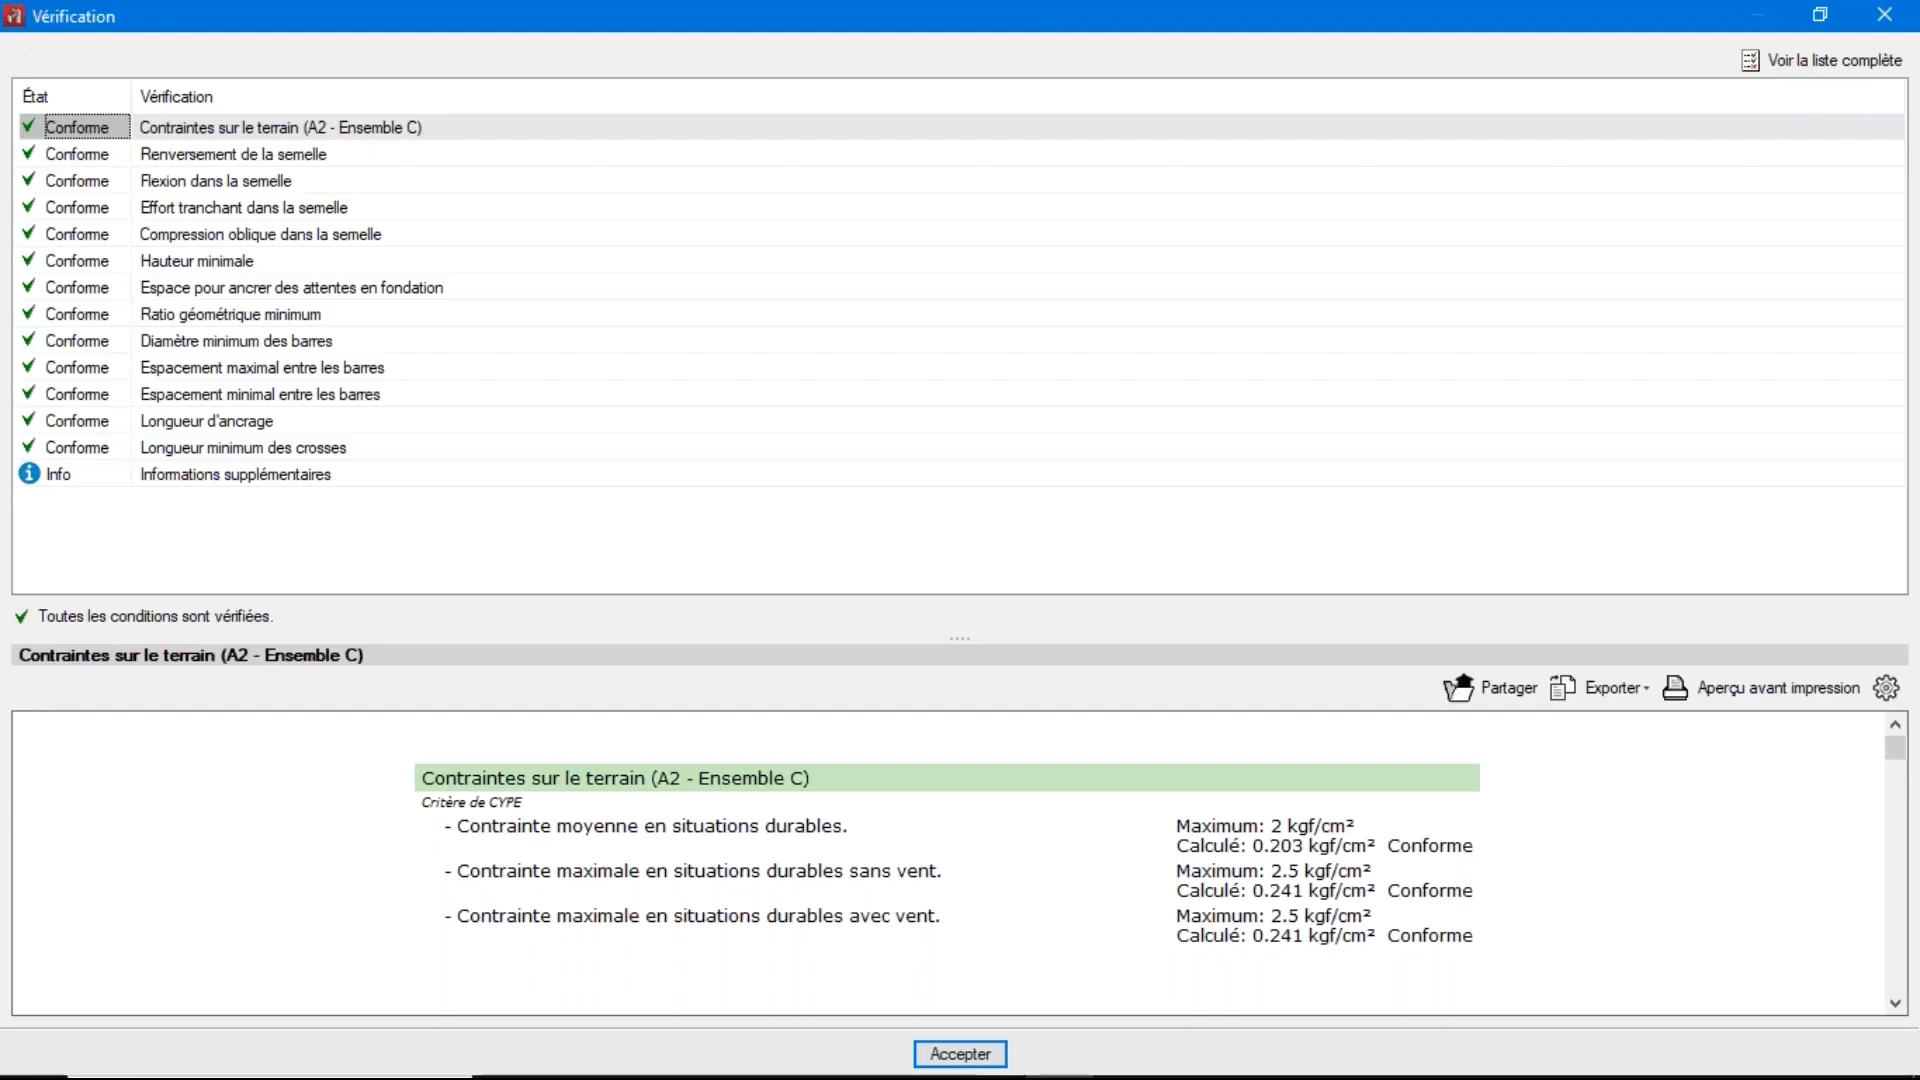 Vérification
Voir la liste complète
État Vérification
Conforme Contraintes sur le terrain (A2 - Ensemble C)
Conforme Renversement de la semelle
Conforme Flexion dans la semelle
Conforme Effort tranchant dans la semelle
Conforme Compression oblique dans la semelle
Conforme Hauteur minimale
Conforme Espace pour ancrer des attentes en fondation
Conforme Ratio géométrique minimum
Conforme Diamètre minimum des barres
Conforme Espacement maximal entre les barres
Conforme Espacement minimal entre les barres
Conforme Longueur d'ancrage
Conforme Longueur minimum des crosses
Info Informations supplémentaires
Toutes les conditions sont vérifiées.
Contraintes sur le terrain (A2 - Ensemble C)
Partager Exporter Aperçu avant impression
Contraintes sur le terrain (A2 - Ensemble C)
Critère de CYPE
- Contrainte moyenne en situations durables. Maximum: 2 kgf/cm²
Calculé: 0.203 kgf/cm² Conforme
- Contrainte maximale en situations durables sans vent. Maximum: 2.5 kgf/cm²
Calculé: 0.241 kgf/cm² Conforme
- Contrainte maximale en situations durables avec vent. Maximum: 2.5 kgf/cm²
Calculé: 0.241 kgf/cm² Conforme
Accepter